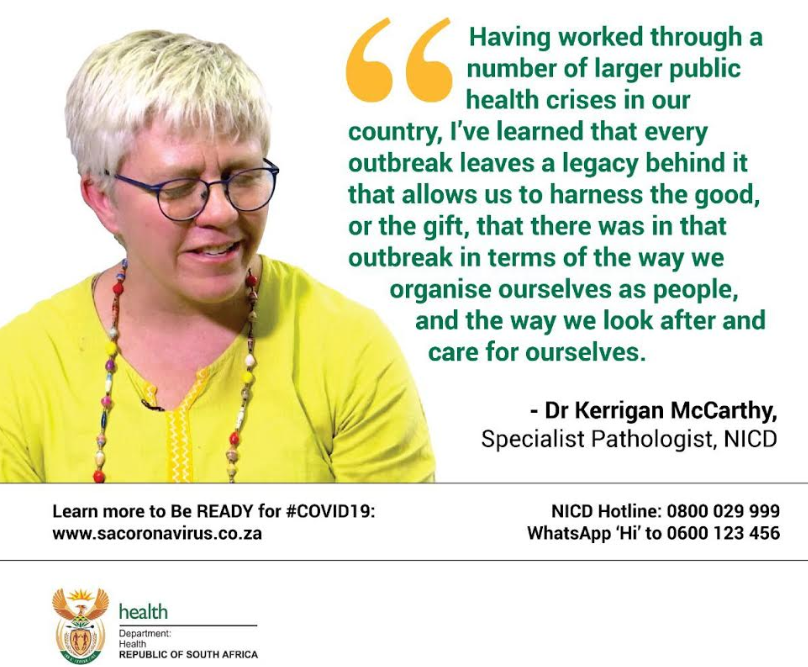 Having worked through a
number of larger public
health crises in our
country, I've learned that every
outbreak leaves a legacy behind it
that allows us to harness the good,
or the gift, that there was in that
outbreak in terms of the way we
organise ourselves as people,
and the way we look after and
care for ourselves.
- Dr Kerrigan McCarthy,
Specialist Pathologist, NICD
Learn more to Be READY for #COVID19:
www.sacoronavirus.co.za
NICD Hotline: 0800 029 999
WhatsApp ‘Hi’ to 0600 123 456
health
Department:
Health
REPUBLIC OF SOUTH AFRICA